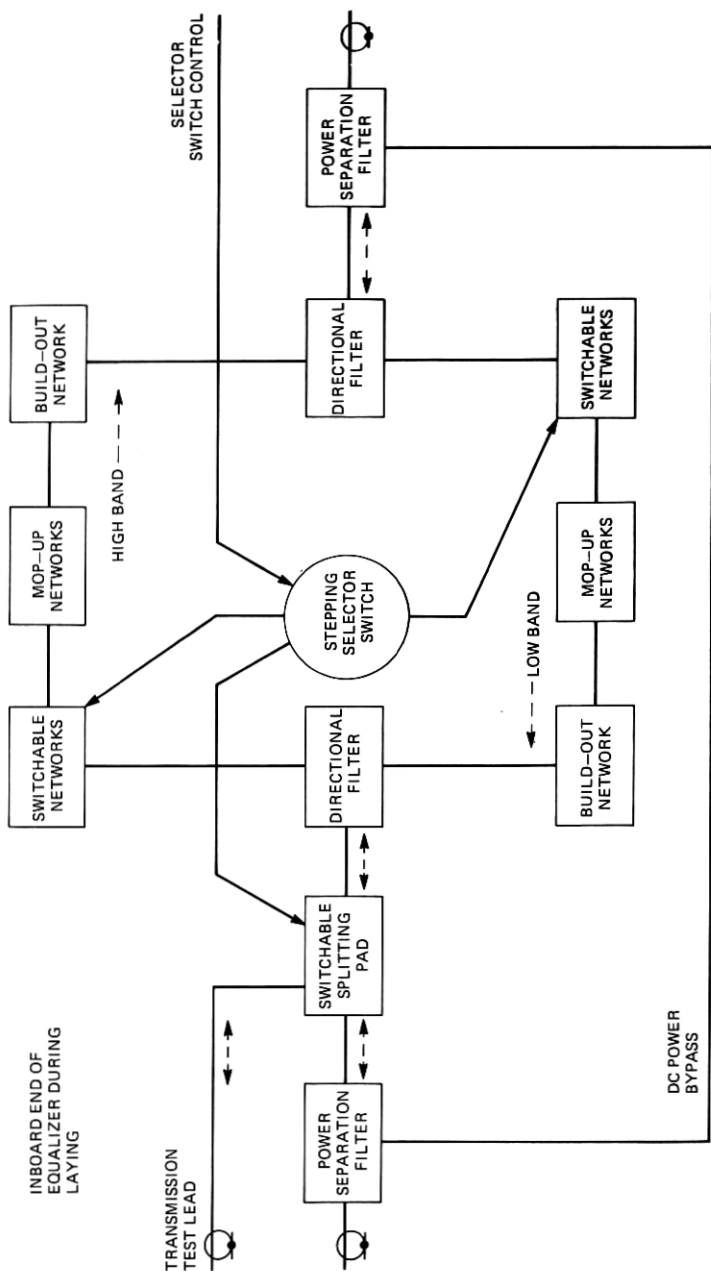 INBOARD END OF
EQUALIZER DURING
LAYING
SWITCHABLE
NETWORKS
MOP–UP NETWORKS
BUILD–OUT
NETWORK
HIGH BAND
SELECTOR
SWITCH CONTROL
TRANSMISSION
TEST LEAD
POWER
SEPARATION
FILTER
SWITCHABLE
SPLITTING
PAD
DIRECTIONAL
FILTER
STEPPING
SELECTOR
SWITCH
DIRECTIONAL
FILTER
POWER
SEPARATION
FILTER
LOW BAND
BUILD–OUT
NETWORK
MOP–UP
NETWORKS
SWITCHABLE
NETWORKS
DC POWER
BYPASS